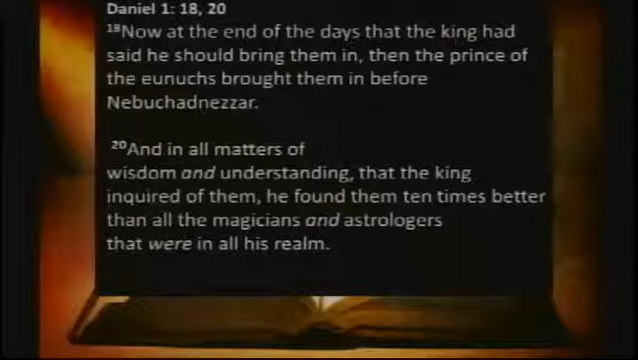 Daniel 1: 18, 20
¹⁸Now at the end of the days that the king had
said he should bring them in, then the prince of
the eunuchs brought them in before
Nebuchadnezzar.
²⁰And in all matters of
wisdom and understanding, that the king
inquired of them, he found them ten times better
than all the magicians and astrologers
that were in all his realm.